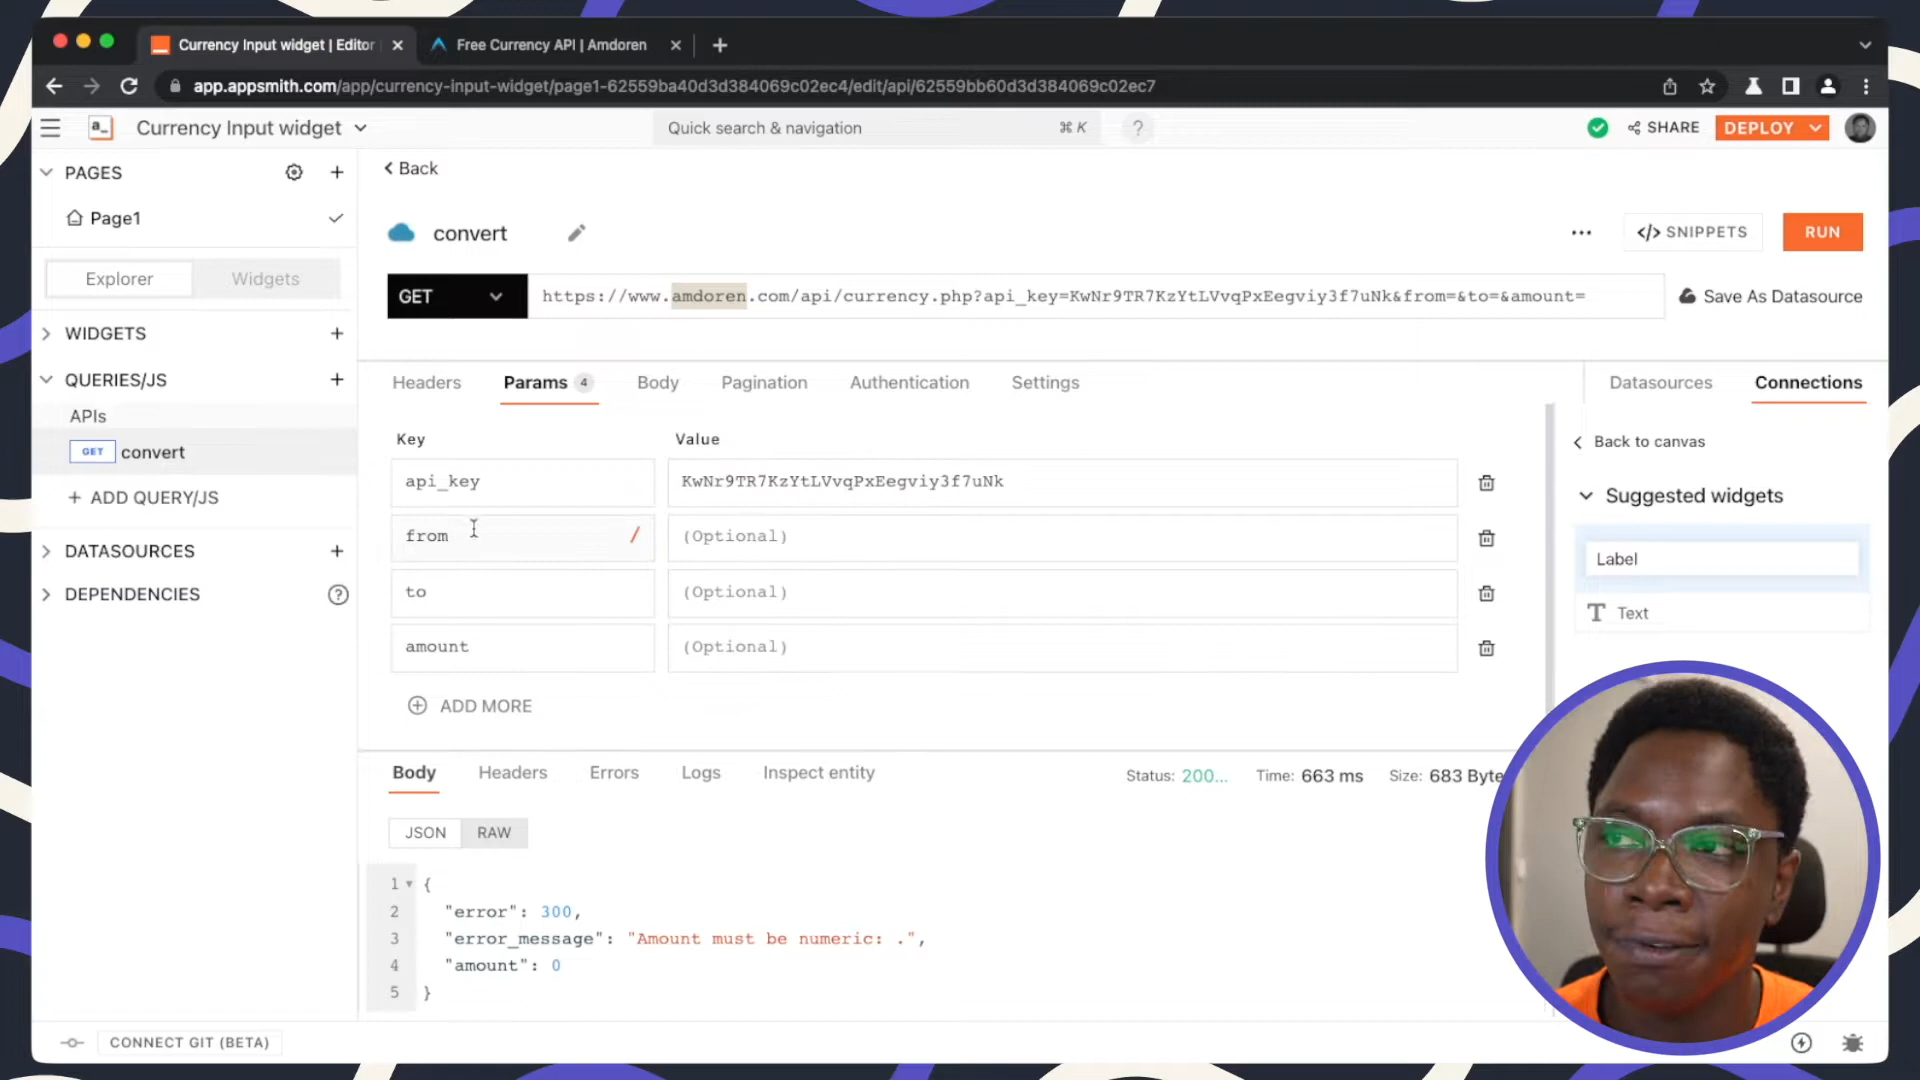 Currency Input widget | Editor
Free Currency API | Amdoren
app.appsmith.com/app/currency-input-widget/page1-62559ba40d3d384069c02ec4/edit/api/62559bb60d3d384069c02ec7
a_
Currency Input widget
Quick search & navigation
⌘ K
?
SHARE
DEPLOY
PAGES
Page1
Explorer
Widgets
WIDGETS
QUERIES/JS
APIs
GET convert
+ ADD QUERY/JS
DATASOURCES
DEPENDENCIES
?
Back
convert
</> SNIPPETS
RUN
GET
https://www.amdoren.com/api/currency.php?api_key=KwNr9TR7KzYtLVvqPxEegviy3f7uNk&from=&to=&amount=
Save As Datasource
Headers
Params 4
Body
Pagination
Authentication
Settings
Datasources
Connections
Key
Value
api_key
KwNr9TR7KzYtLVvqPxEegviy3f7uNk
from /
(Optional)
to
(Optional)
amount
(Optional)
ADD MORE
Back to canvas
Suggested widgets
Label
Text
Body
Headers
Errors
Logs
Inspect entity
Status: 200...
Time: 663 ms
Size: 683 Byte
JSON
RAW
1 {
2 "error": 300,
3 "error_message": "Amount must be numeric: .",
4 "amount": 0
5 }
CONNECT GIT (BETA)